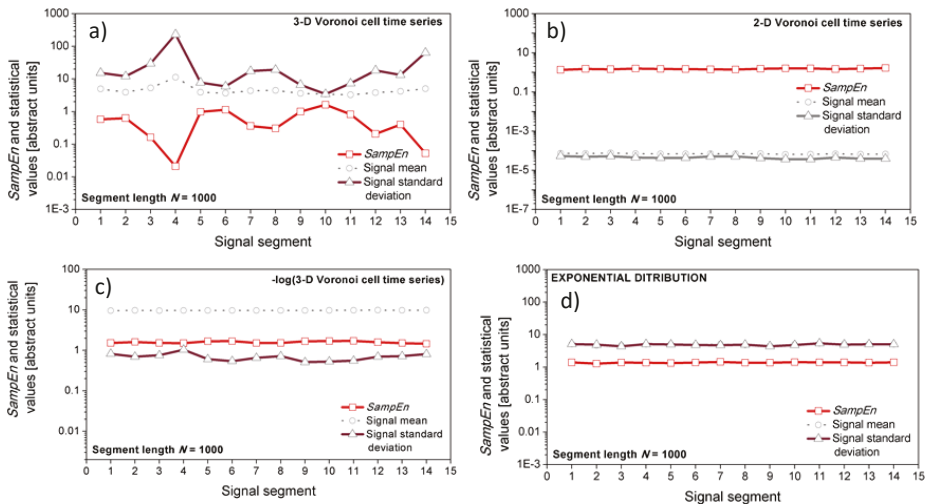 a)
3-D Voronoi cell time series
1000
100
10
1
0.1
0.01
1E-3
SampEn and statistical
values [abstract units]
SampEn
Signal mean
Signal standard
deviation
Segment length N = 1000
0 1 2 3 4 5 6 7 8 9 10 11 12 13 14 15
Signal segment
b)
2-D Voronoi cell time series
1000
10
0.1
1E-3
1E-5
1E-7
SampEn and statistical
values [abstract units]
SampEn
Signal mean
Signal standard
deviation
Segment length N = 1000
0 1 2 3 4 5 6 7 8 9 10 11 12 13 14 15
Signal segment
c)
-log(3-D Voronoi cell time series)
100
10
1
0.1
0.01
SampEn and statistical
values [abstract units]
SampEn
Signal mean
Signal standard
deviation
Segment length N = 1000
0 1 2 3 4 5 6 7 8 9 10 11 12 13 14 15
Signal segment
EXPONENTIAL DITRIBUTION
d)
1000
100
10
1
0.1
0.01
1E-3
SampEn and statistical
values [abstract units]
SampEn
Signal mean
Signal standard
deviation
Segment length N = 1000
0 1 2 3 4 5 6 7 8 9 10 11 12 13 14 15
Signal segment